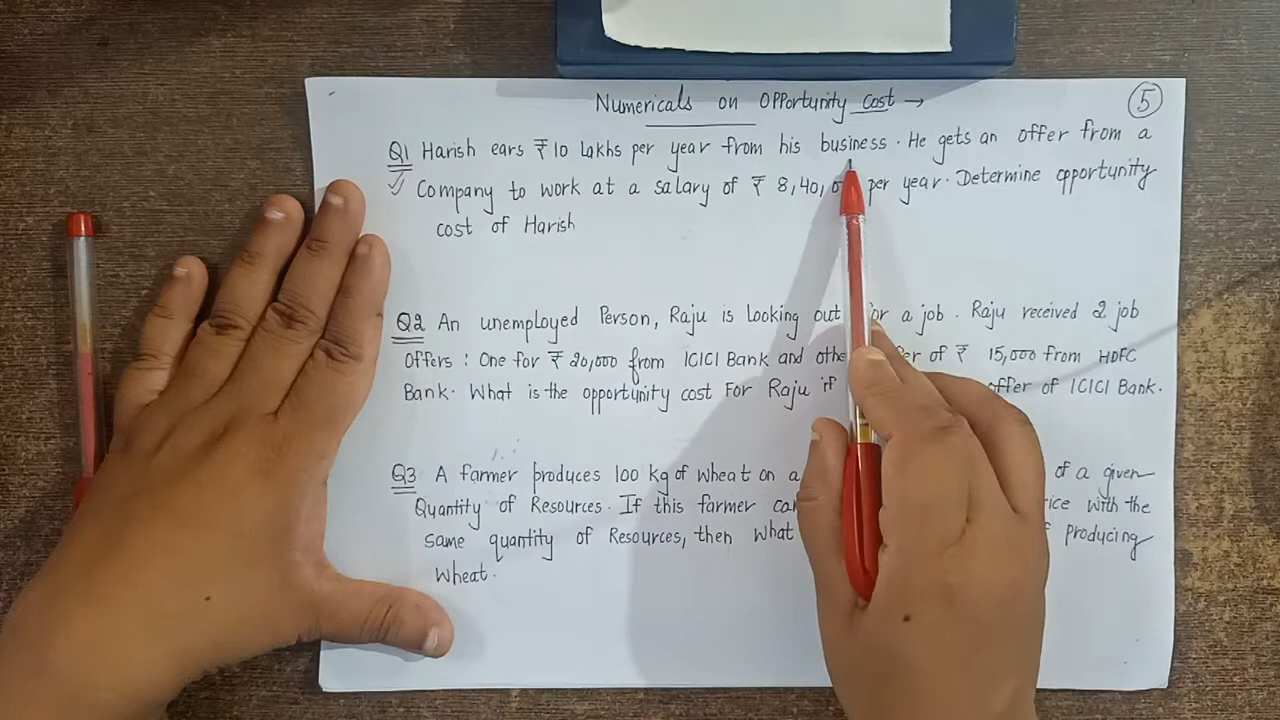 Numericals on Opportunity Cost → 5
Q1 Harish ears ₹ 10 Lakhs per year from his business. He gets an offer from a
Company to work at a salary of ₹ 8,40,0 per year. Determine opportunity
cost of Harish
Q2 An unemployed Person, Raju is looking out for a job. Raju received 2 job
Offers: One for ₹ 20,000 from ICICI Bank and othe er of ₹ 15,000 from HDFC
Bank. What is the opportunity cost For Raju if offer of ICICI Bank.
Q3 A farmer produces 100 kg of wheat on a of a given
Quantity of Resources. If this farmer ca ice with the
same quantity of Resources, then what Producing
Wheat.